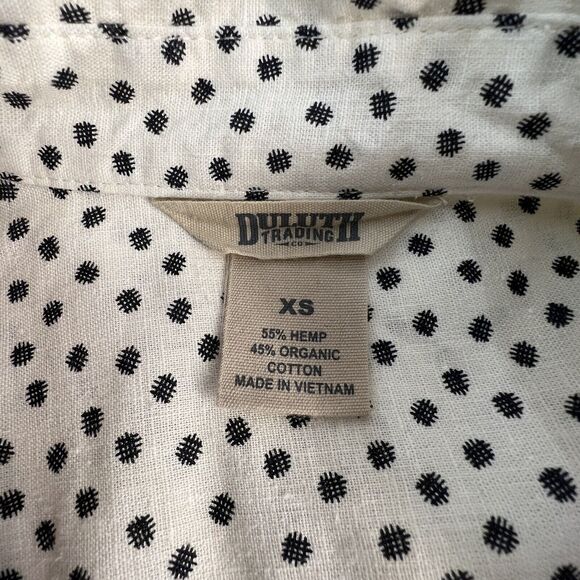 DULUTH
TRADING
CO
XS
55% HEMP
45% ORGANIC
COTTON
MADE IN VIETNAM